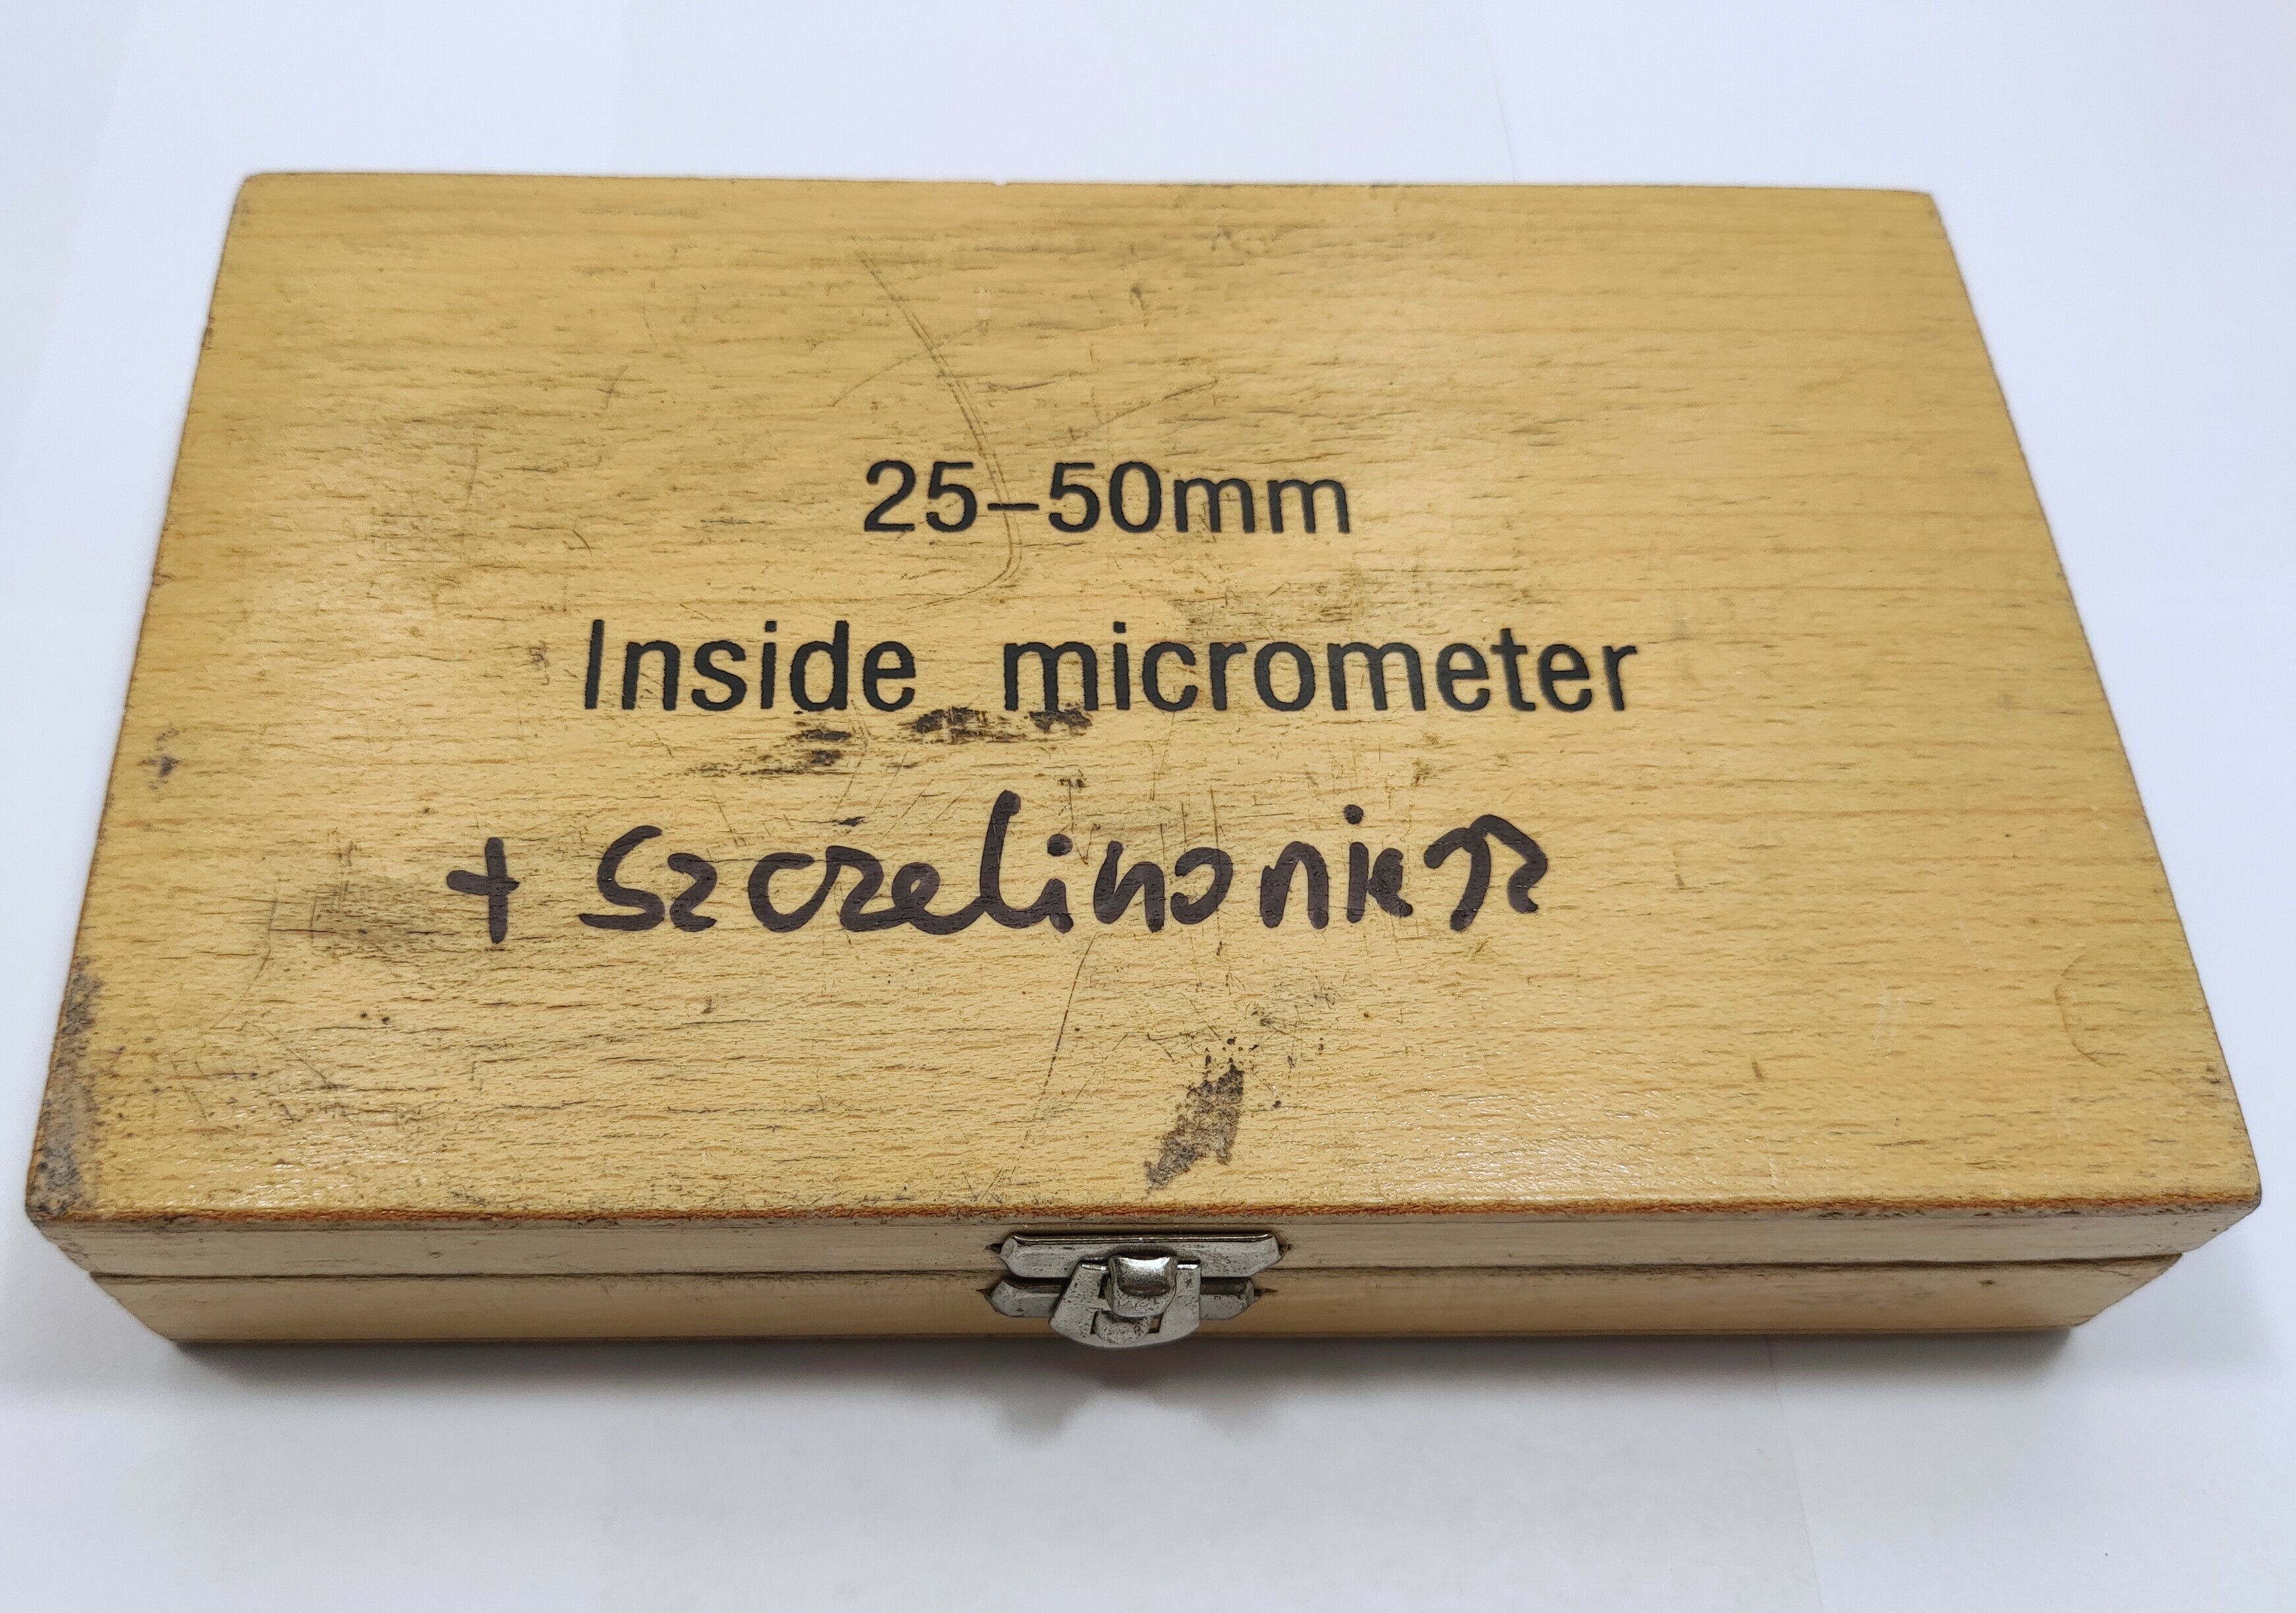 25-50mm
Inside micrometer
+ szczelinomierz